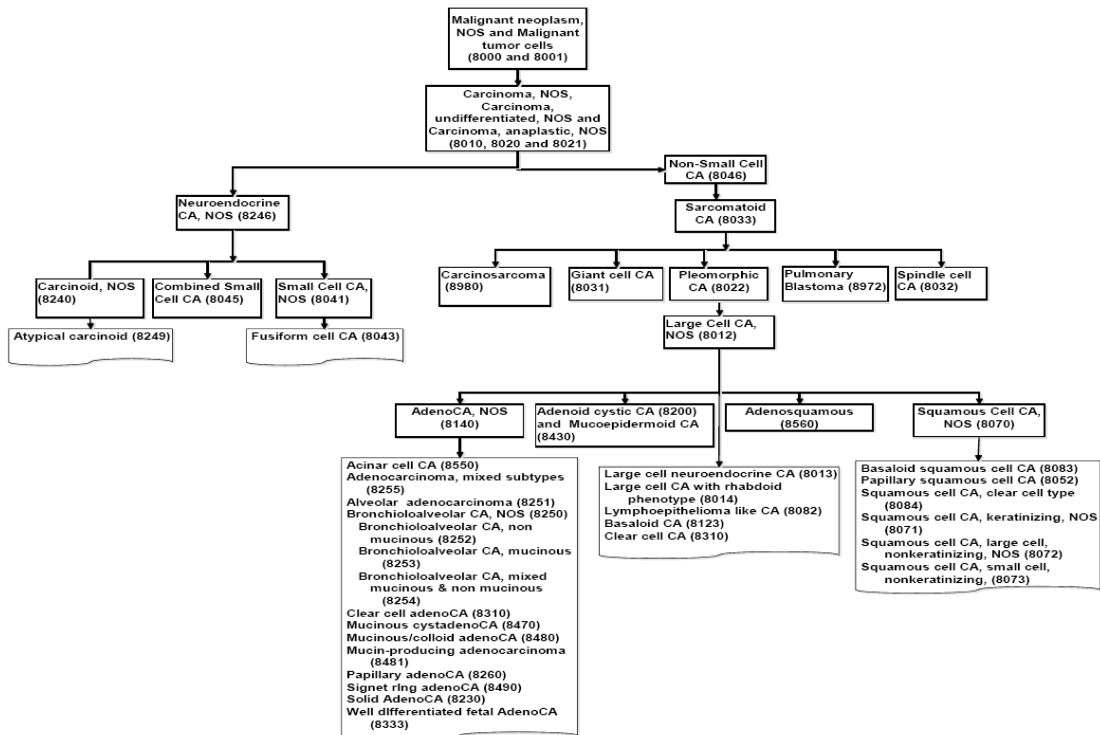 Malignant neoplasm,
NOS and Malignant
tumor cells
(8000 and 8001)
Carcinoma, NOS,
Carcinoma,
undifferentiated, NOS and
Carcinoma, anaplastic, NOS
(8010, 8020 and 8021)
Non-Small Cell
CA (8046)
Neuroendocrine
CA, NOS (8246)
Sarcomatoid
CA (8033)
Carcinoid, NOS
(8240)
Combined Small
Cell CA (8045)
Small Cell CA,
NOS (8041)
Carcinosarcoma
(8980)
Giant cell CA
(8031)
Pleomorphic
CA (8022)
Pulmonary
Blastoma (8972)
Spindle cell
CA (8032)
Atypical carcinoid (8249)
Fusiform cell CA (8043)
Large Cell CA,
NOS (8012)
AdenoCA, NOS
(8140)
Adenoid cystic CA (8200)
and Mucoepidermoid CA
(8430)
Adenosquamous
(8560)
Squamous Cell CA,
NOS (8070)
Acinar cell CA (8550)
Adenocarcinoma, mixed subtypes
(8255)
Alveolar adenocarcinoma (8251)
Bronchioloalveolar CA, NOS (8250)
Bronchioloalveolar CA, non
mucinous (8252)
Bronchioloalveolar CA, mucinous
(8253)
Bronchioloalveolar CA, mixed
mucinous & non mucinous
(8254)
Clear cell adenoCA (8310)
Mucinous cystadenoCA (8470)
Mucinous/colloid adenoCA (8480)
Mucin-producing adenocarcinoma
(8481)
Papillary adenoCA (8260)
Signet ring adenoCA (8490)
Solid AdenoCA (8230)
Well differentiated fetal AdenoCA
(8333)
Large cell neuroendocrine CA (8013)
Large cell CA with rhabdoid
phenotype (8014)
Lymphoepithelioma like CA (8082)
Basaloid CA (8123)
Clear cell CA (8310)
Basaloid squamous cell CA (8083)
Papillary squamous cell CA (8052)
Squamous cell CA, clear cell type
(8084)
Squamous cell CA, keratinizing, NOS
(8071)
Squamous cell CA, large cell,
nonkeratinizing, NOS (8072)
Squamous cell CA, small cell,
nonkeratinizing, (8073)